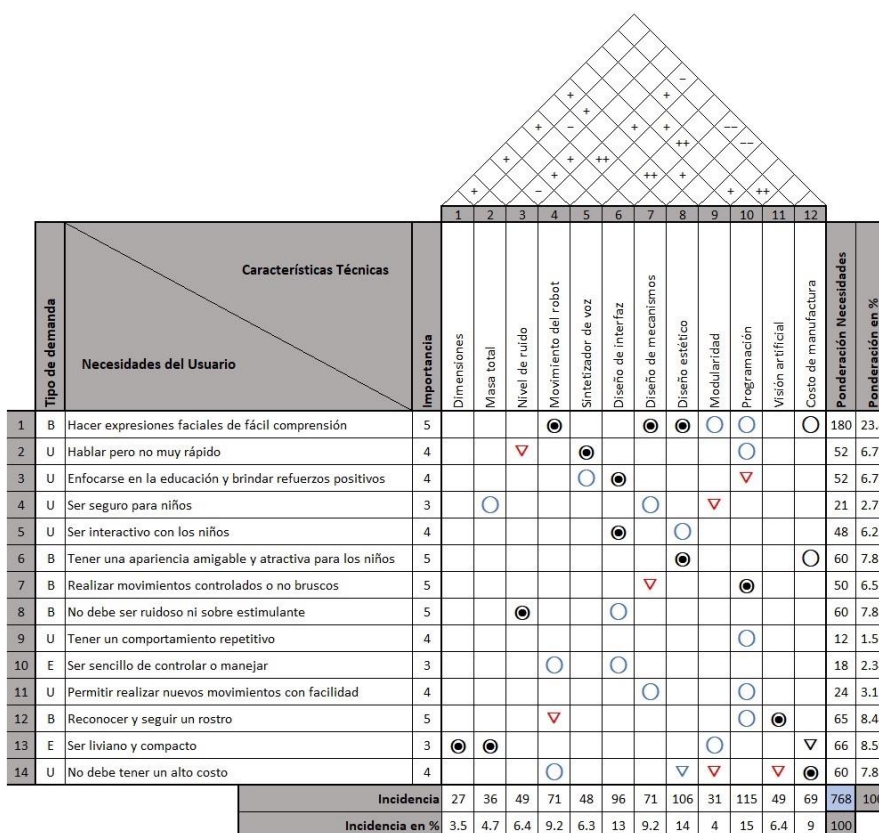 −
+ +
+
+ − + + −−
++ −−
+ + ++
+ ++ +
+ − + ++
1 2 3 4 5 6 7 8 9 10 11 12
Tipo de demanda
Características Técnicas
Necesidades del Usuario
Importancia
Dimensiones
Masa total
Nivel de ruido
Movimiento del robot
Sintetizador de voz
Diseño de interfaz
Diseño de mecanismos
Diseño estético
Modularidad
Programación
Visión artificial
Costo de manufactura
Ponderación Necesidades
Ponderación en %
1 B Hacer expresiones faciales de fácil comprensión 5 180 23.
2 U Hablar pero no muy rápido 4 52 6.7
3 U Enfocarse en la educación y brindar refuerzos positivos 4 52 6.7
4 U Ser seguro para niños 3 21 2.7
5 U Ser interactivo con los niños 4 48 6.2
6 B Tener una apariencia amigable y atractiva para los niños 5 60 7.8
7 B Realizar movimientos controlados o no bruscos 5 50 6.5
8 B No debe ser ruidoso ni sobre estimulante 5 60 7.8
9 U Tener un comportamiento repetitivo 4 12 1.5
10 E Ser sencillo de controlar o manejar 3 18 2.3
11 U Permitir realizar nuevos movimientos con facilidad 4 24 3.1
12 B Reconocer y seguir un rostro 5 65 8.4
13 E Ser liviano y compacto 3 66 8.5
14 U No debe tener un alto costo 4 60 7.8
Incidencia 27 36 49 71 48 96 71 106 31 115 49 69 768 100
Incidencia en % 3.5 4.7 6.4 9.2 6.3 13 9.2 14 4 15 6.4 9 100